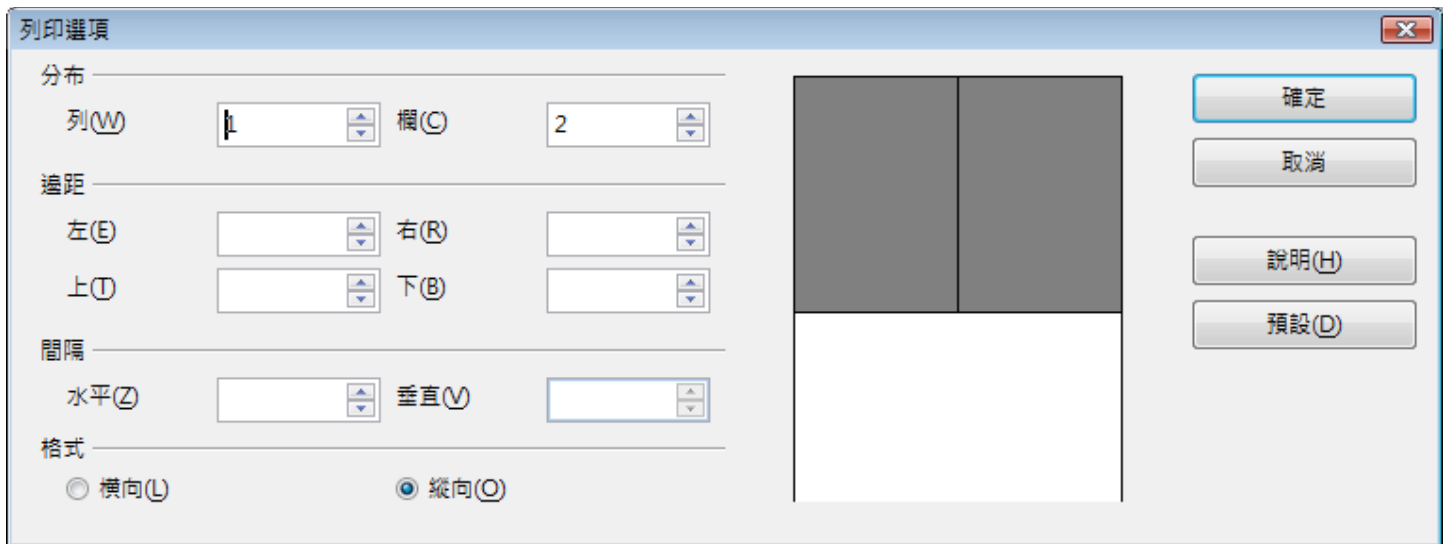 列印選項
分布
列(W) 1 欄(C) 2
邊距
左(E) 右(R)
上(T) 下(B)
間隔
水平(Z) 垂直(V)
格式
橫向(L) 縱向(O)
確定
取消
說明(H)
預設(D)